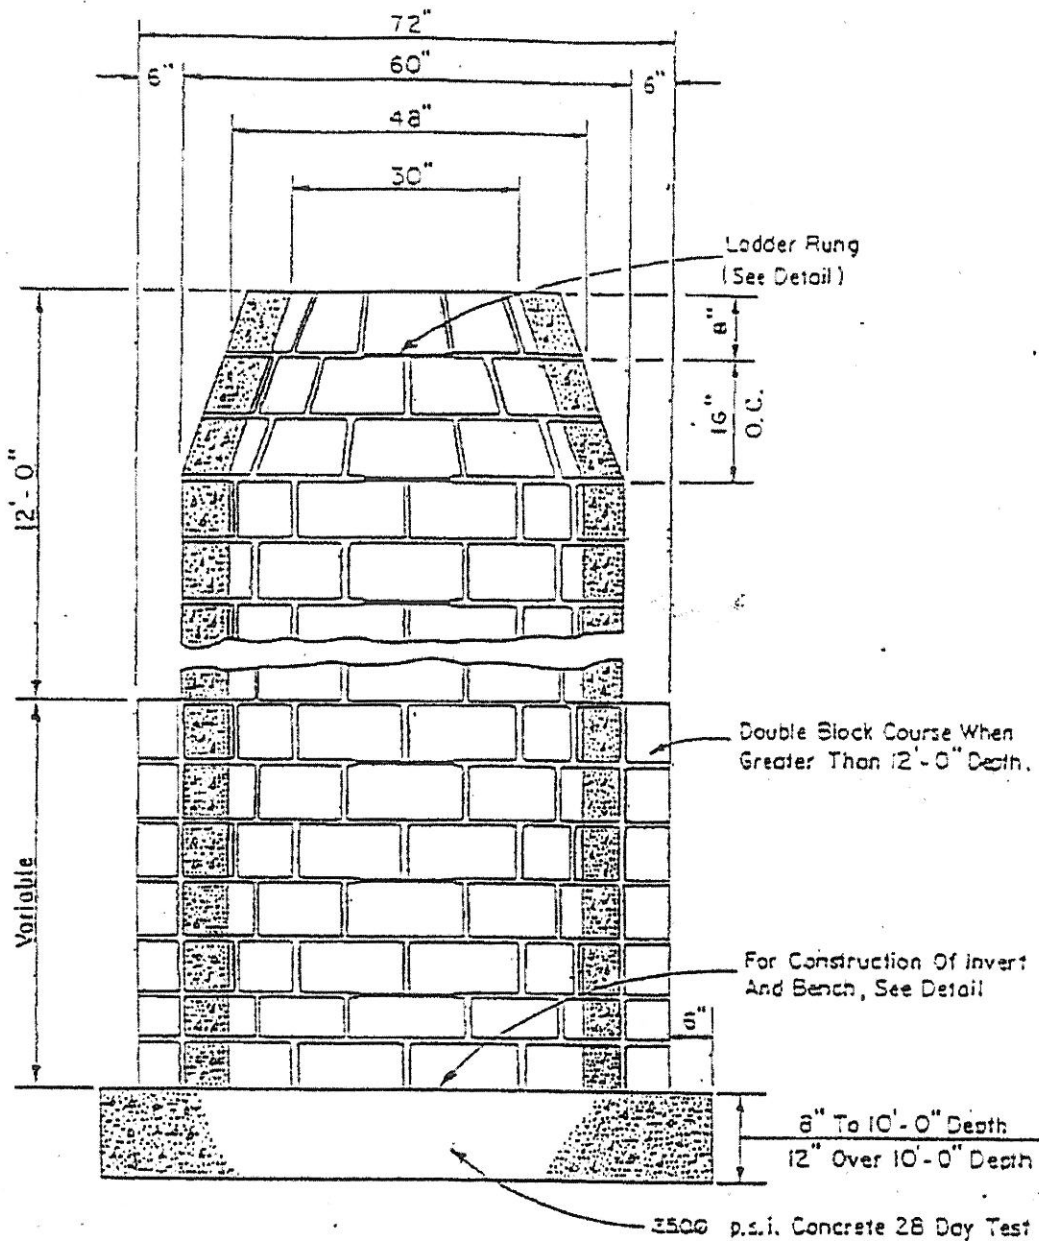 72"
6" 60" 6"
48"
30"
Ladder Rung
(See Detail)
8"
16"
O.C.
12'-0"
Double Block Course When
Greater Than 12'-0" Depth.
Variable
For Construction Of Invert
And Bench, See Detail
8" To 10'-0" Depth
12" Over 10'-0" Depth
p.s.i. Concrete 28 Day Test